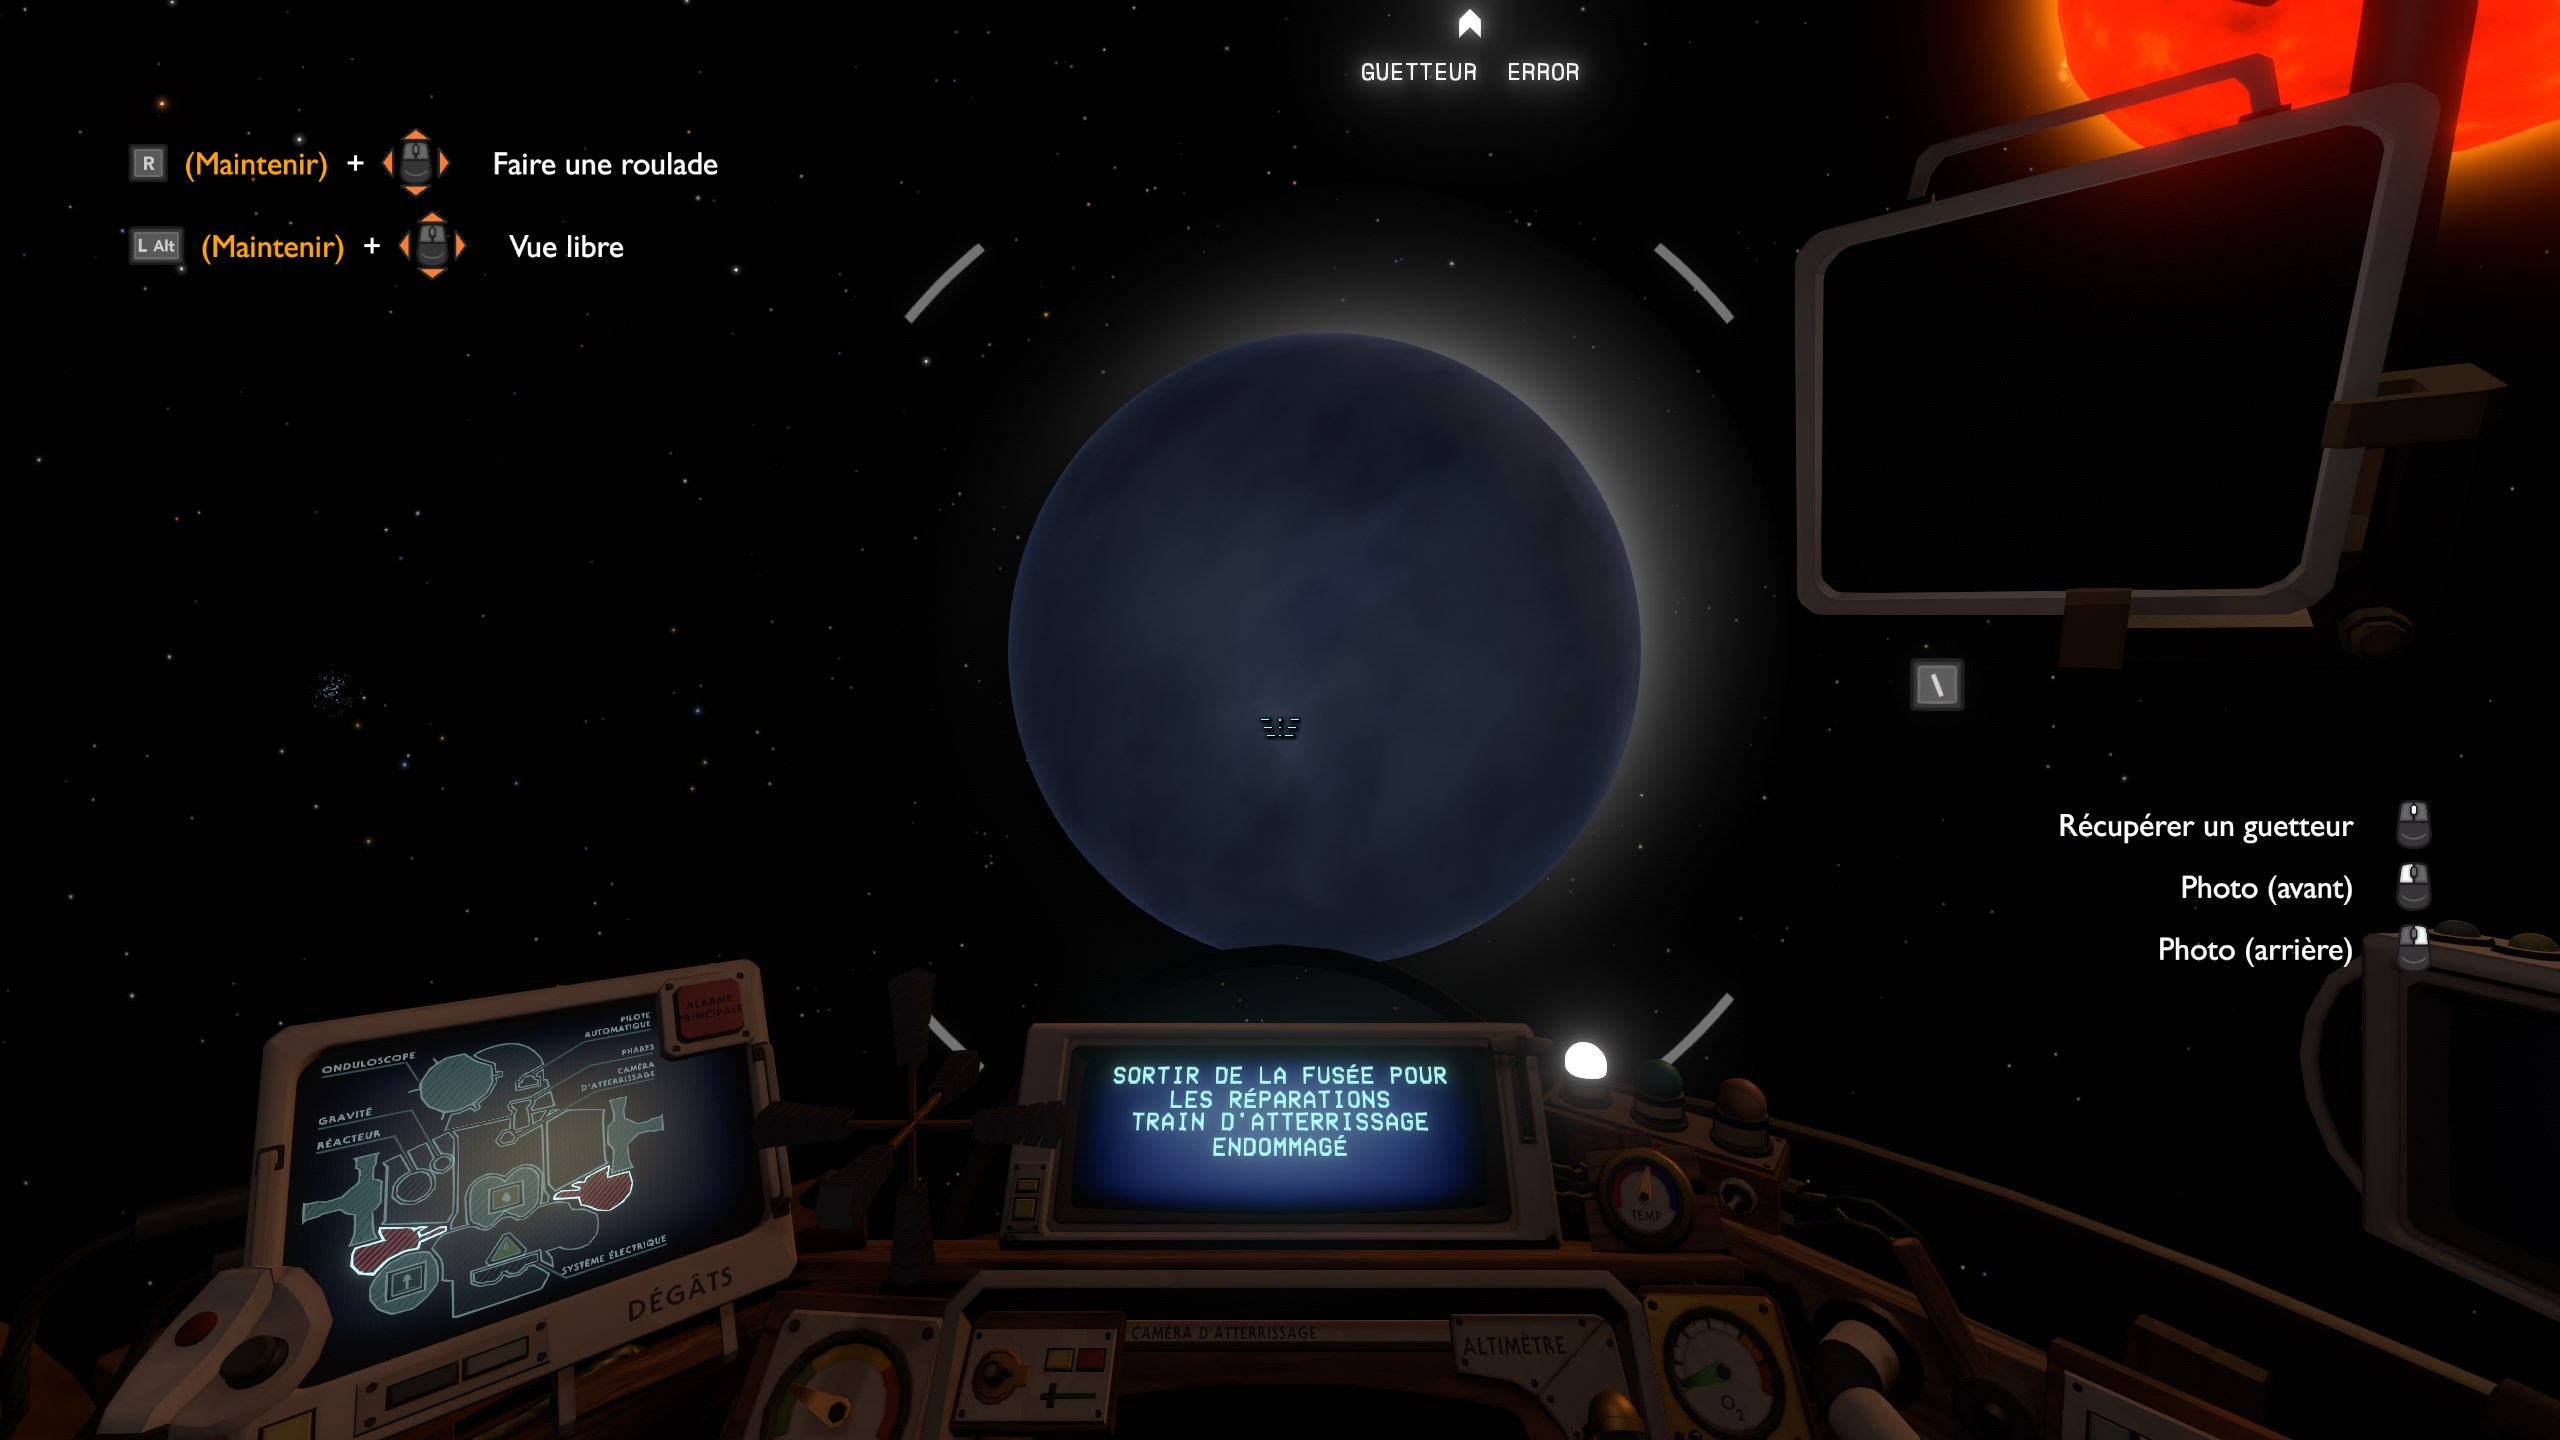 GUETTEUR ERROR
R (Maintenir) + Faire une roulade
L Alt (Maintenir) + Vue libre
\
Récupérer un guetteur
Photo (avant)
Photo (arrière)
ALARME
PRINCIPALE
PILOTE
AUTOMATIQUE
ONDULOSCOPE
PHARES
CAMÉRA
D'ATTERRISSAGE
GRAVITÉ
RÉACTEUR
SYSTÈME ÉLECTRIQUE
DÉGÂTS
SORTIR DE LA FUSÉE POUR
LES RÉPARATIONS
TRAIN D'ATTERRISSAGE
ENDOMMAGÉ
TEMP
CAMÉRA D'ATTERRISSAGE
ALTIMÈTRE
O2